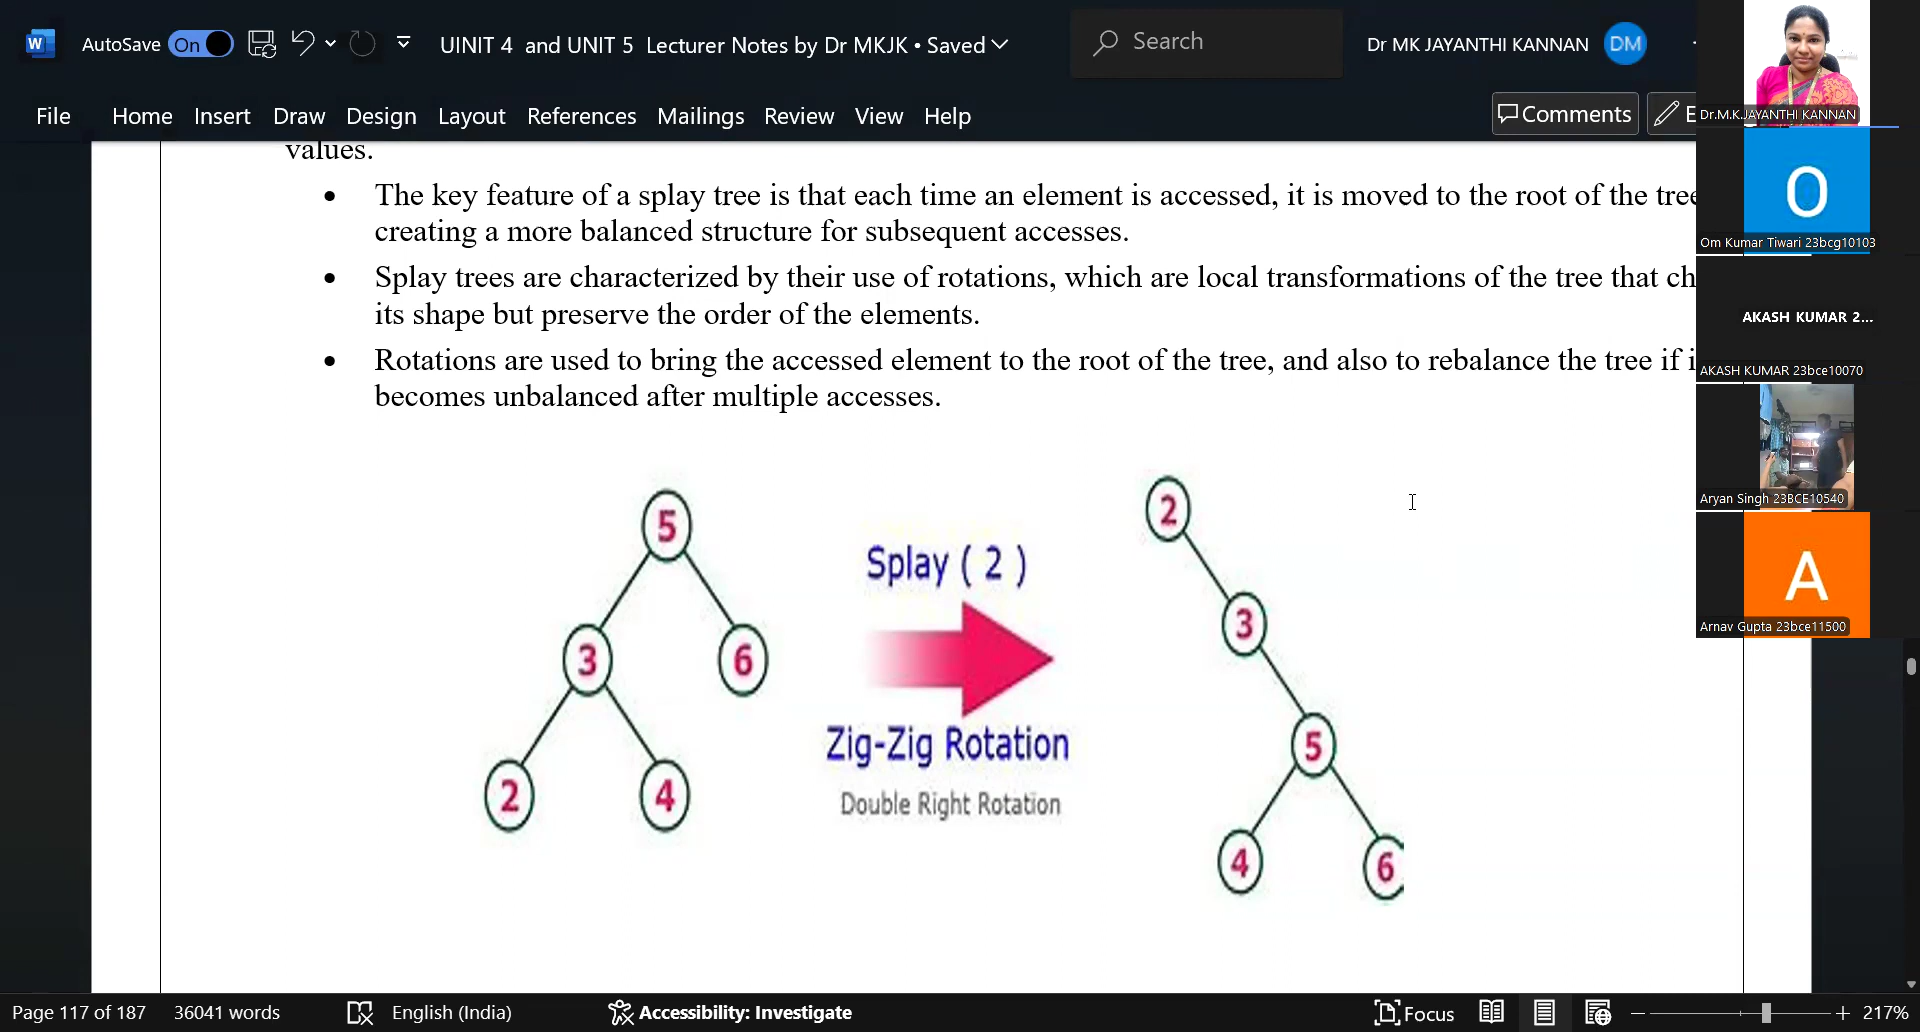 AutoSave On UINIT 4 and UNIT 5 Lecturer Notes by Dr MKJK • Saved Search Dr MK JAYANTHI KANNAN DM
File Home Insert Draw Design Layout References Mailings View Help Comments E
Dr.M.K.JAYANTHI KANNAN
values.
• The key feature of a splay tree is that each time an element is accessed, it is moved to the root of the tree
creating a more balanced structure for subsequent accesses.
• Splay trees are characterized by their use of rotations, which are local transformations of the tree that ch
its shape but preserve the order of the elements.
• Rotations are used to bring the accessed element to the root of the tree, and also to rebalance the tree if i
becomes unbalanced after multiple accesses.
O
Om Kumar Tiwari 23bcg10103
AKASH KUMAR 2...
AKASH KUMAR 23bce10070
Aryan Singh 23BCE10540
A
Arnav Gupta 23bce11500
5
3 6
2 4
Splay ( 2 )
Zig-Zig Rotation
Double Right Rotation
2
3
5
4 6
Page 117 of 187 36041 words English (India) Accessibility: Investigate Focus 217%